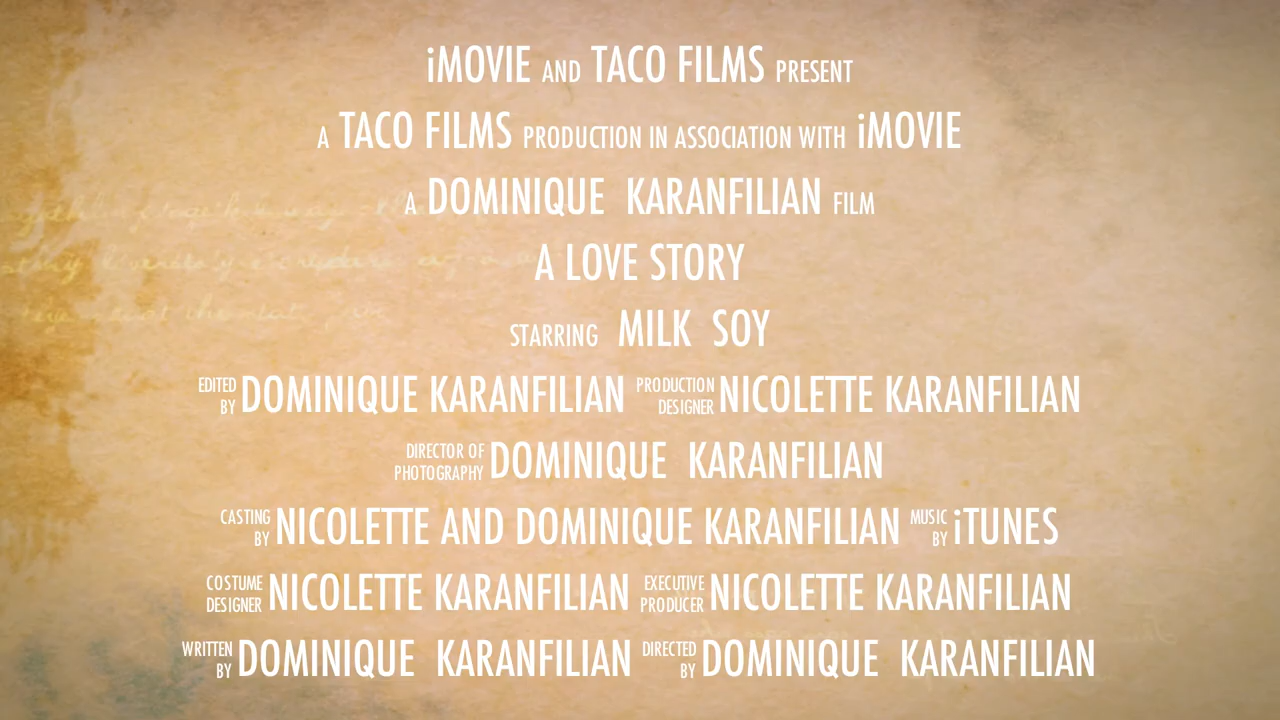 iMOVIE AND TACO FILMS PRESENT
A TACO FILMS PRODUCTION IN ASSOCIATION WITH iMOVIE
A DOMINIQUE KARANFILIAN FILM
A LOVE STORY
STARRING MILK SOY
EDITED BY DOMINIQUE KARANFILIAN PRODUCTION DESIGNER NICOLETTE KARANFILIAN
DIRECTOR OF PHOTOGRAPHY DOMINIQUE KARANFILIAN
CASTING BY NICOLETTE AND DOMINIQUE KARANFILIAN MUSIC BY iTUNES
COSTUME DESIGNER NICOLETTE KARANFILIAN EXECUTIVE PRODUCER NICOLETTE KARANFILIAN
WRITTEN BY DOMINIQUE KARANFILIAN DIRECTED BY DOMINIQUE KARANFILIAN